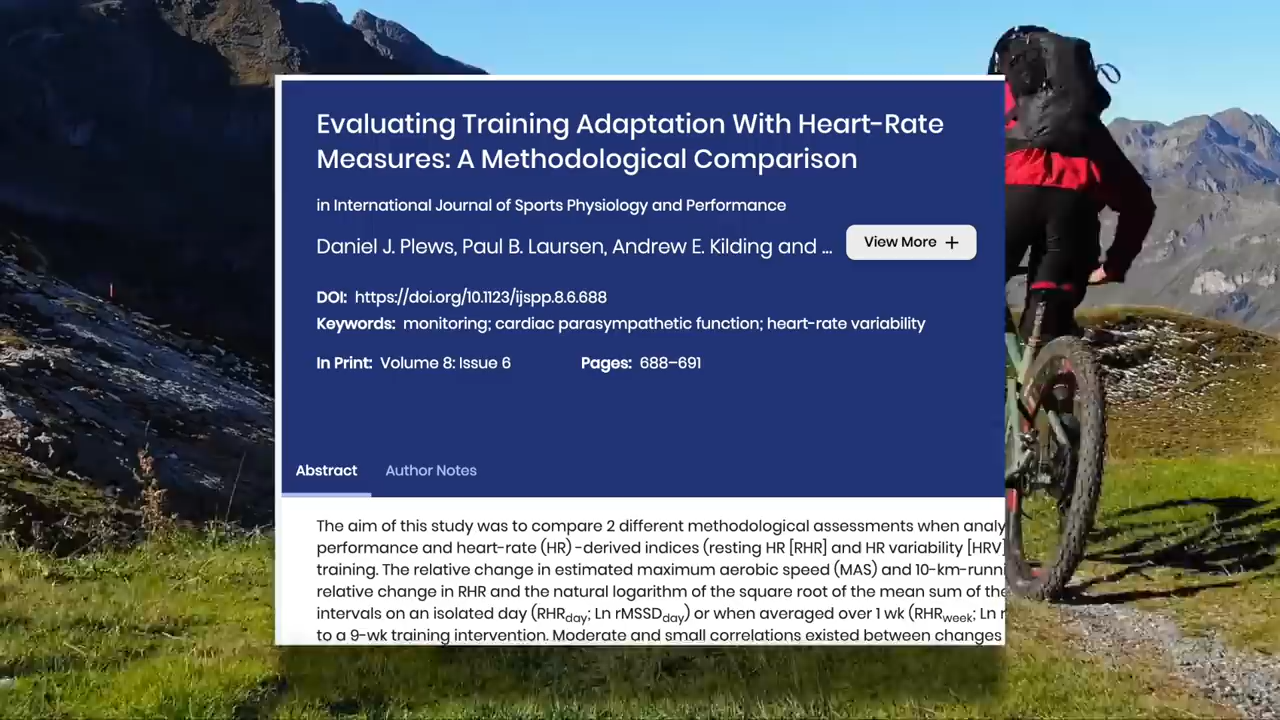 Evaluating Training Adaptation With Heart-Rate
Measures: A Methodological Comparison
in International Journal of Sports Physiology and Performance
Daniel J. Plews, Paul B. Laursen, Andrew E. Kilding and ...
View More +
DOI: https://doi.org/10.1123/ijspp.8.6.688
Keywords: monitoring; cardiac parasympathetic function; heart-rate variability
In Print: Volume 8: Issue 6
Pages: 688–691
Abstract
Author Notes
The aim of this study was to compare 2 different methodological assessments when analy
performance and heart-rate (HR) -derived indices (resting HR [RHR] and HR variability [HRV]
training. The relative change in estimated maximum aerobic speed (MAS) and 10-km-runni
relative change in RHR and the natural logarithm of the square root of the mean sum of the
intervals on an isolated day (RHRday; Ln rMSSDday) or when averaged over 1 wk (RHRweek; Ln r
to a 9-wk training intervention. Moderate and small correlations existed between changes